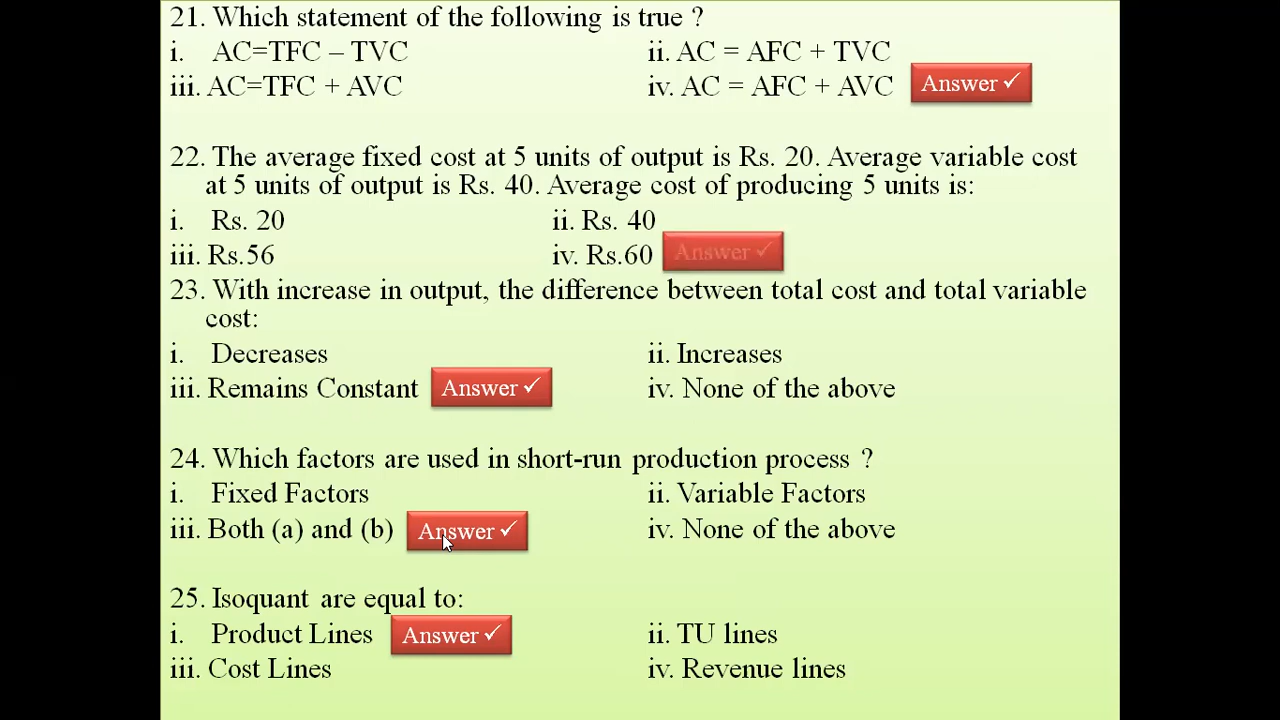 21. Which statement of the following is true ?
i. AC=TFC – TVC ii. AC = AFC + TVC
iii. AC=TFC + AVC iv. AC = AFC + AVC Answer ✓
22. The average fixed cost at 5 units of output is Rs. 20. Average variable cost
at 5 units of output is Rs. 40. Average cost of producing 5 units is:
i. Rs. 20 ii. Rs. 40
iii. Rs.56 iv. Rs.60 Answer ✓
23. With increase in output, the difference between total cost and total variable
cost:
i. Decreases ii. Increases
iii. Remains Constant Answer ✓ iv. None of the above
24. Which factors are used in short-run production process ?
i. Fixed Factors ii. Variable Factors
iii. Both (a) and (b) Answer ✓ iv. None of the above
25. Isoquant are equal to:
i. Product Lines Answer ✓ ii. TU lines
iii. Cost Lines iv. Revenue lines